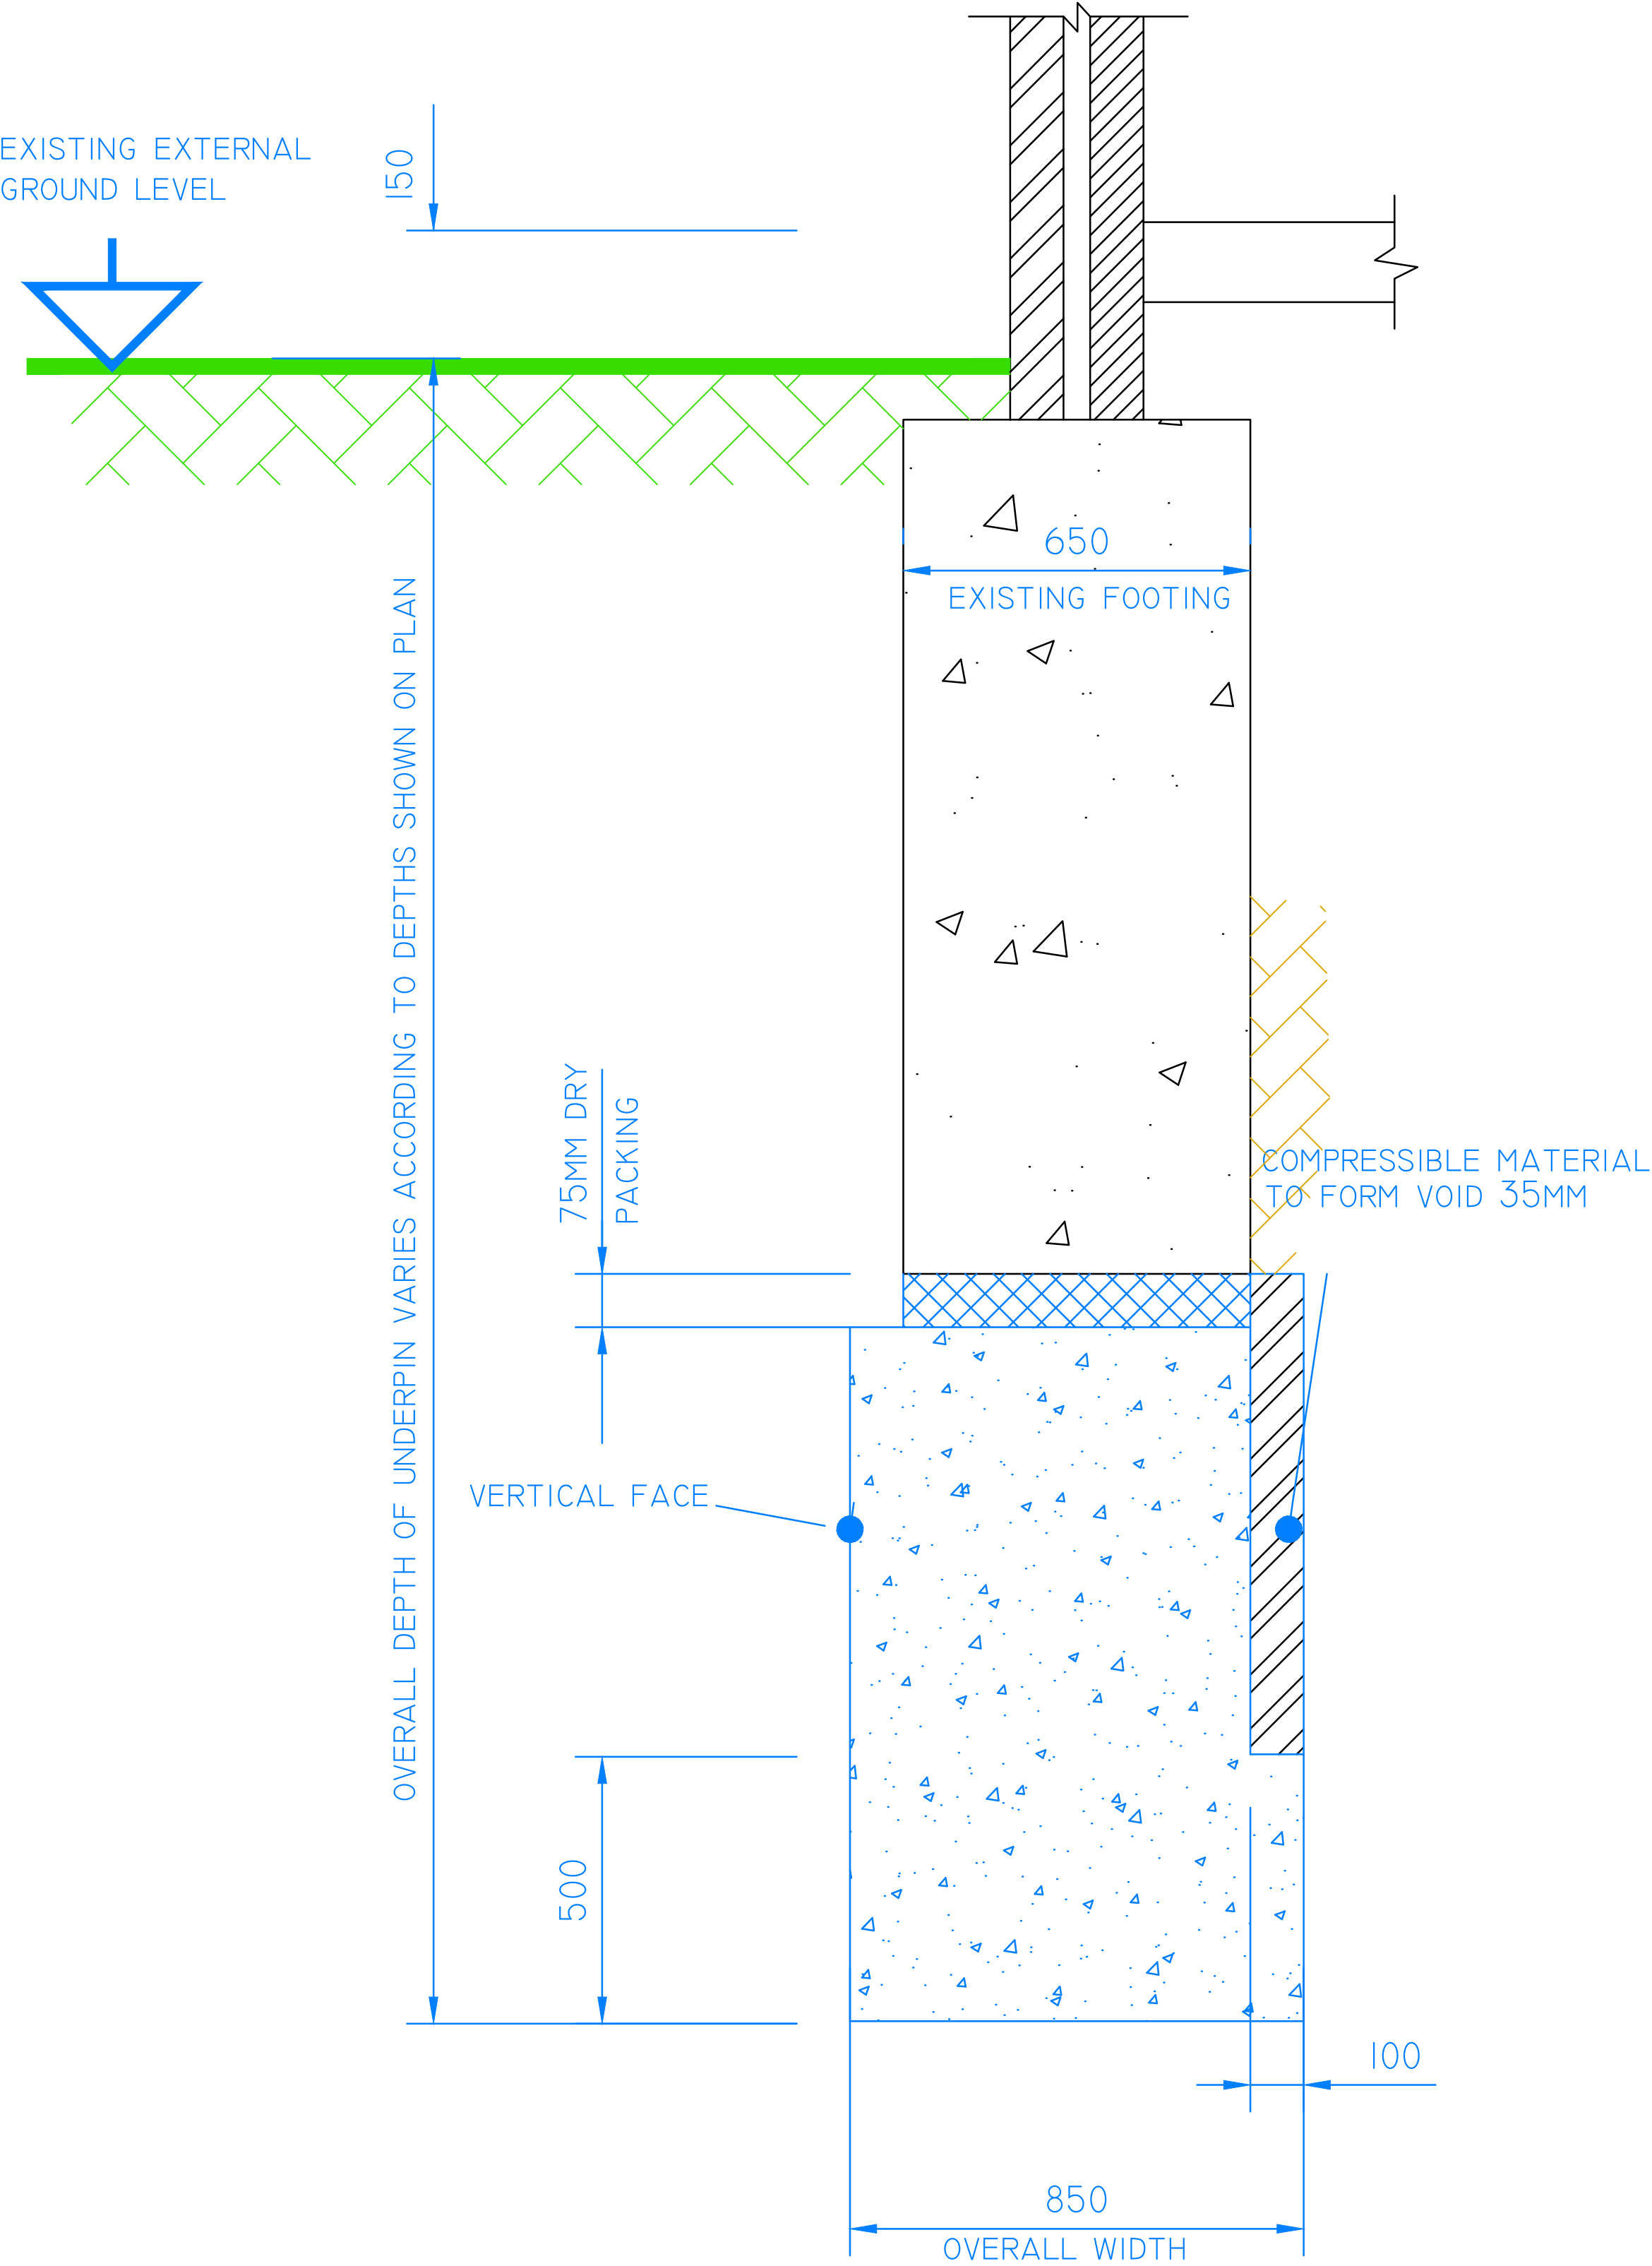 EXISTING EXTERNAL
GROUND LEVEL
150
650
EXISTING FOOTING
OVERALL DEPTH OF UNDERPIN VARIES ACCORDING TO DEPTHS SHOWN ON PLAN
75MM DRY
PACKING
COMPRESSIBLE MATERIAL
TO FORM VOID 35MM
VERTICAL FACE
500
100
850
OVERALL WIDTH